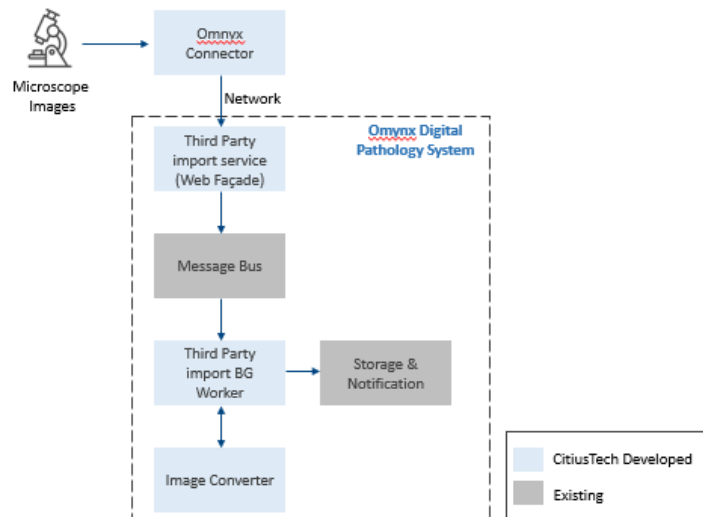 Microscope
Images
Omnyx
Connector
Network
Omynx Digital
Pathology System
Third Party
import service
(Web Façade)
Message Bus
Third Party
import BG
Worker
Storage &
Notification
Image Converter
CitiusTech Developed
Existing